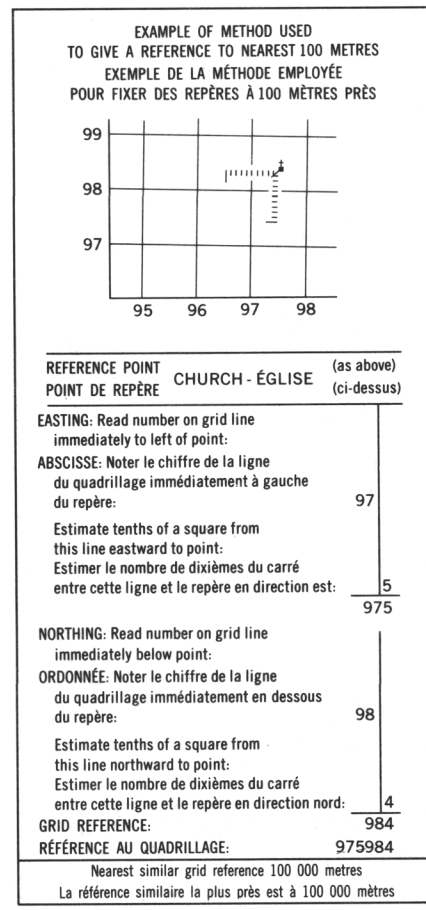 EXAMPLE OF METHOD USED
TO GIVE A REFERENCE TO NEAREST 100 METRES
EXEMPLE DE LA MÉTHODE EMPLOYÉE
POUR FIXER DES REPÈRES À 100 MÈTRES PRÈS
99
98
97
95 96 97 98
REFERENCE POINT
POINT DE REPÈRE
CHURCH - ÉGLISE
(as above)
(ci-dessus)
EASTING: Read number on grid line
immediately to left of point:
ABSCISSE: Noter le chiffre de la ligne
du quadrillage immédiatement à gauche
du repère: 97
Estimate tenths of a square from
this line eastward to point:
Estimer le nombre de dixièmes du carré
entre cette ligne et le repère en direction est: 5
975
NORTHING: Read number on grid line
immediately below point:
ORDONNÉE: Noter le chiffre de la ligne
du quadrillage immédiatement en dessous
du repère: 98
Estimate tenths of a square from
this line northward to point:
Estimer le nombre de dixièmes du carré
entre cette ligne et le repère en direction nord: 4
GRID REFERENCE: 984
RÉFÉRENCE AU QUADRILLAGE: 975984
Nearest similar grid reference 100 000 metres
La référence similaire la plus près est à 100 000 mètres